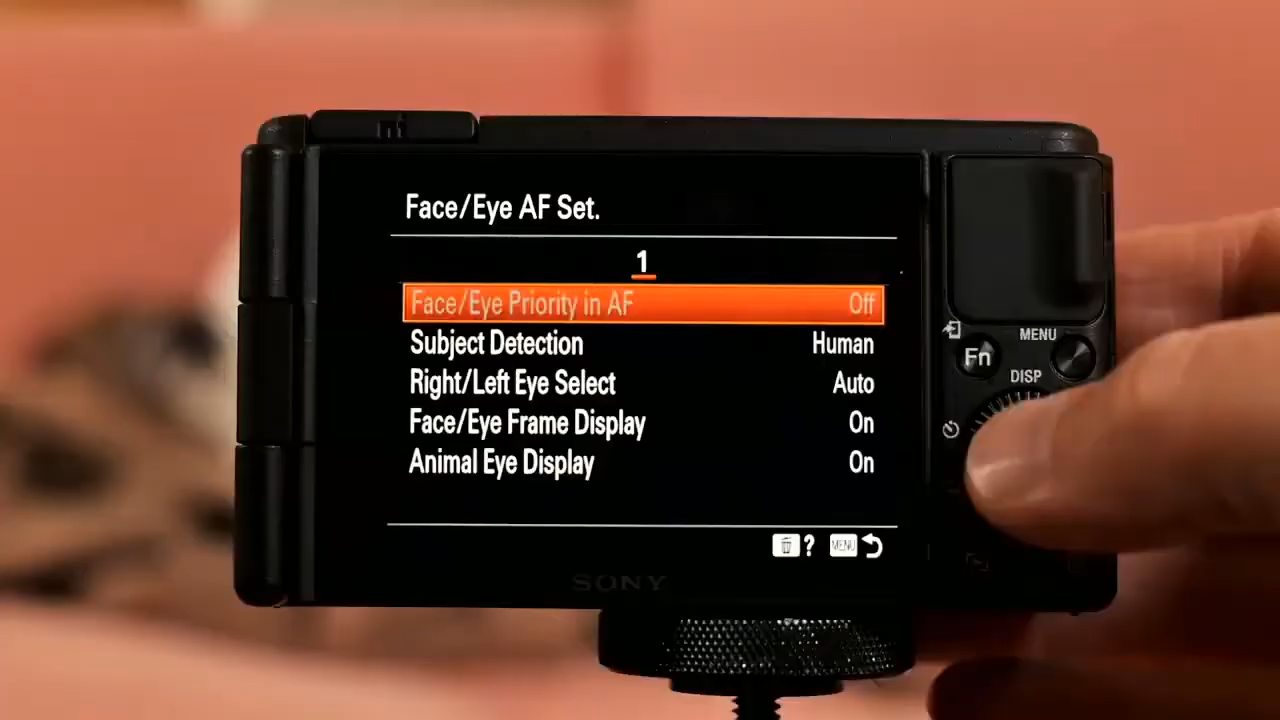 Face/Eye AF Set.
1
Face/Eye Priority in AF Off
Subject Detection Human
Right/Left Eye Select Auto
Face/Eye Frame Display On
Animal Eye Display On
? MENU
SONY
MENU
Fn
DISP